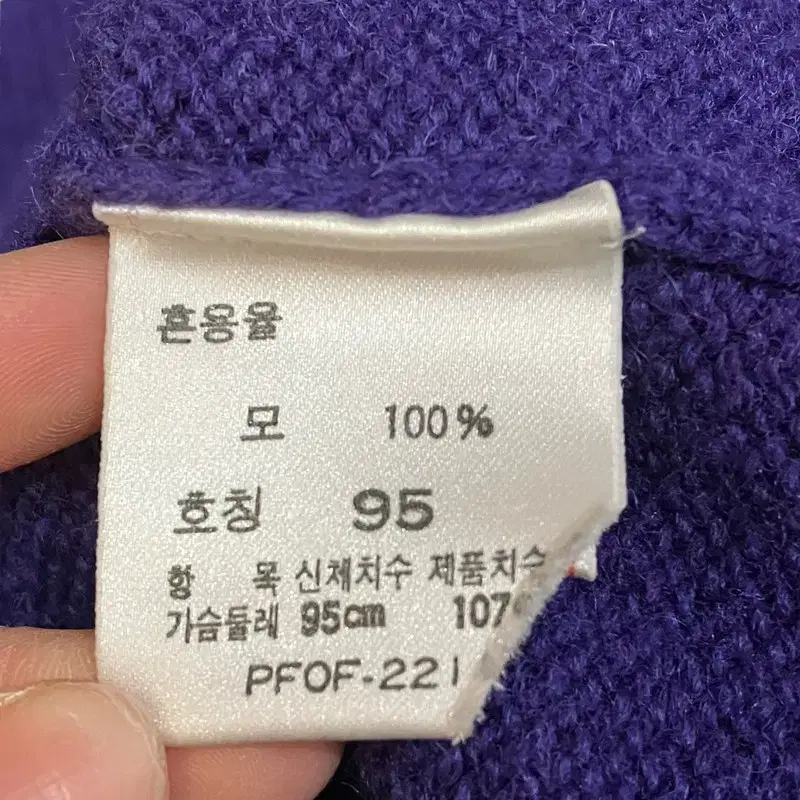 혼용율
모 100%
호칭 95
항 목 신체치수 제품치수
가슴둘레 95cm 107
PFOF-221